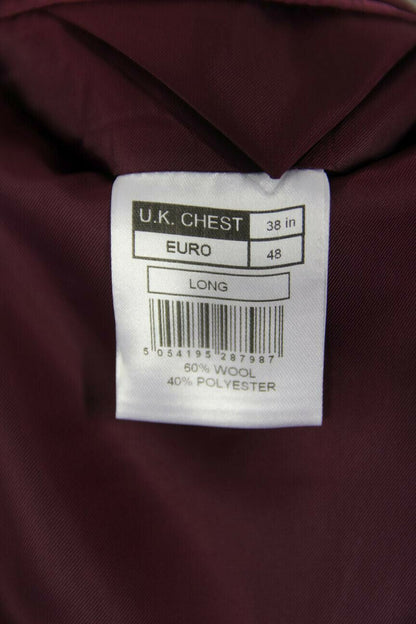 U.K. CHEST 38 in
EURO 48
LONG
5 054195 287987
60% WOOL
40% POLYESTER